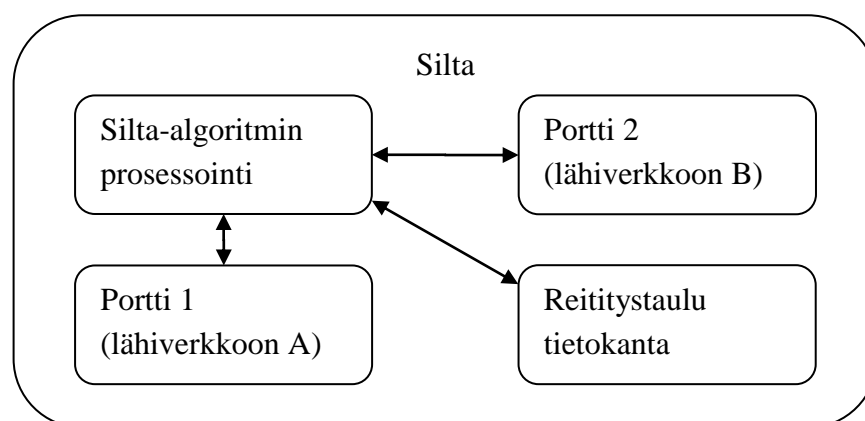 Silta
Silta-algoritmin
prosessointi
Portti 2
(lähiverkkoon B)
Portti 1
(lähiverkkoon A)
Reititystaulu
tietokanta